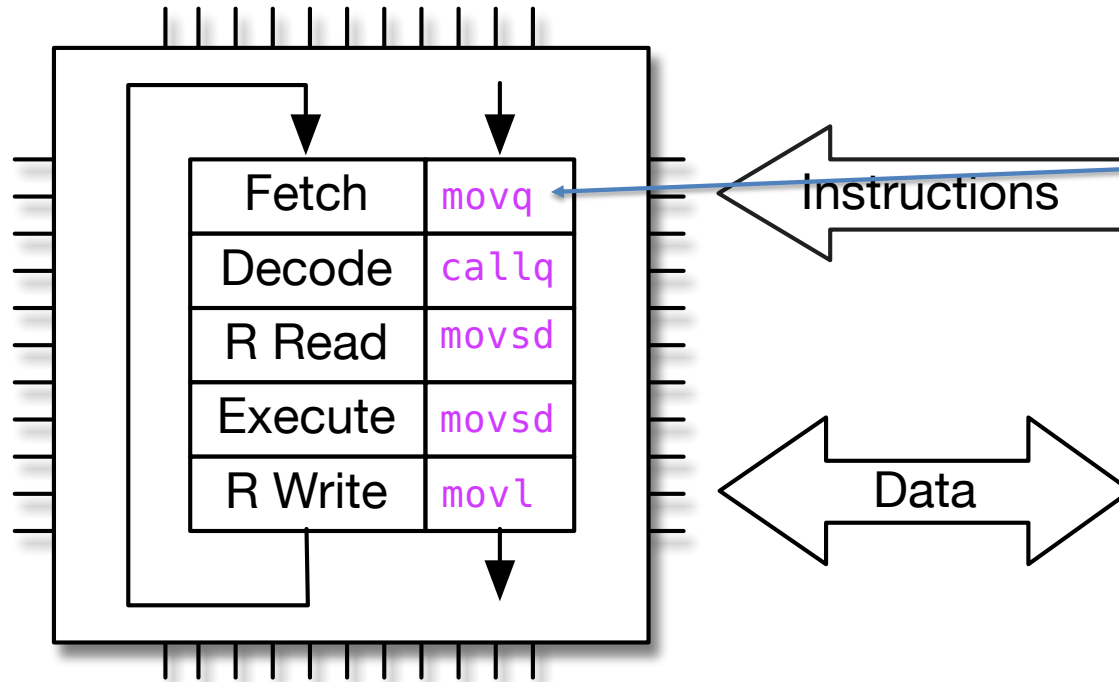 Fetch movq
Instructions
Decode callq
R Read movsd
Execute movsd
R Write movl
Data